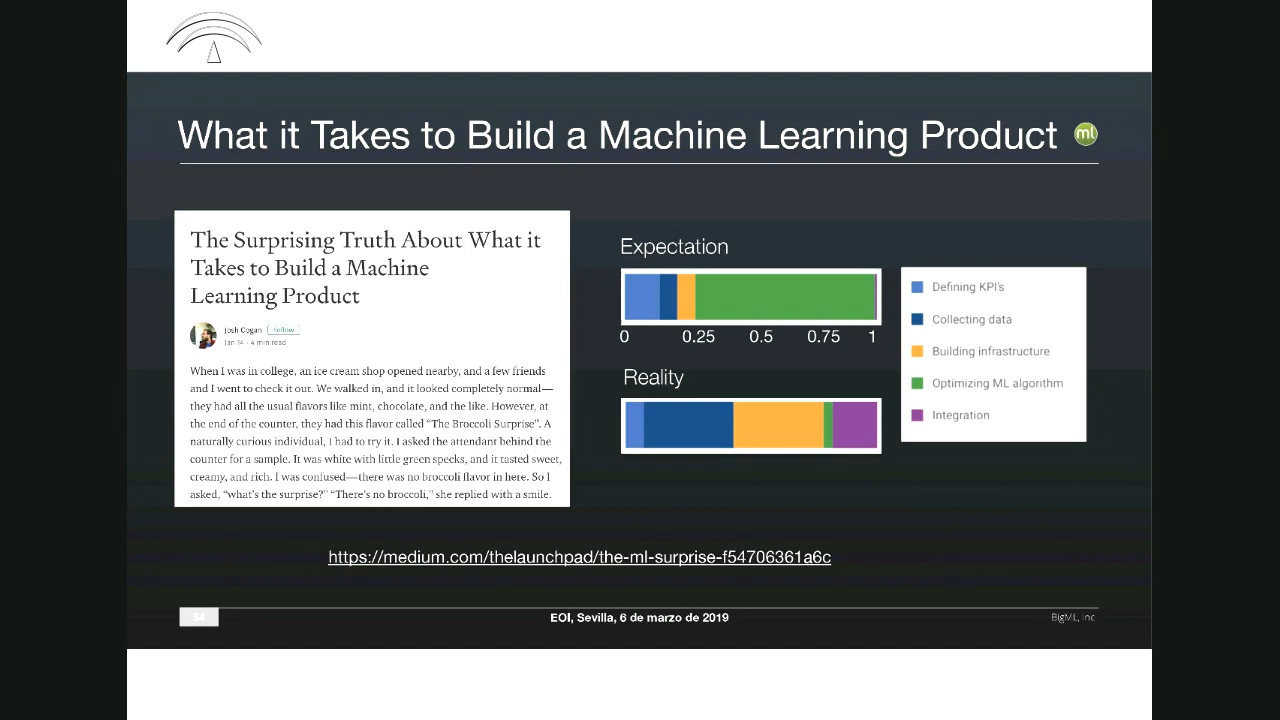 What it Takes to Build a Machine Learning Product
ml
The Surprising Truth About What it
Takes to Build a Machine
Learning Product
Josh Cogan Follow
Jan 14 · 4 min read
When I was in college, an ice cream shop opened nearby, and a few friends
and I went to check it out. We walked in, and it looked completely normal—
they had all the usual flavors like mint, chocolate, and the like. However, at
the end of the counter, they had this flavor called “The Broccoli Surprise”. A
naturally curious individual, I had to try it. I asked the attendant behind the
counter for a sample. It was white with little green specks, and it tasted sweet,
creamy, and rich. I was confused—there was no broccoli flavor in here. So I
asked, “what’s the surprise?” “There’s no broccoli,” she replied with a smile.
Expectation
0 0.25 0.5 0.75 1
Reality
Defining KPI's
Collecting data
Building infrastructure
Optimizing ML algorithm
Integration
https://medium.com/thelaunchpad/the-ml-surprise-f54706361a6c
EOI, Sevilla, 6 de marzo de 2019
BigML, Inc